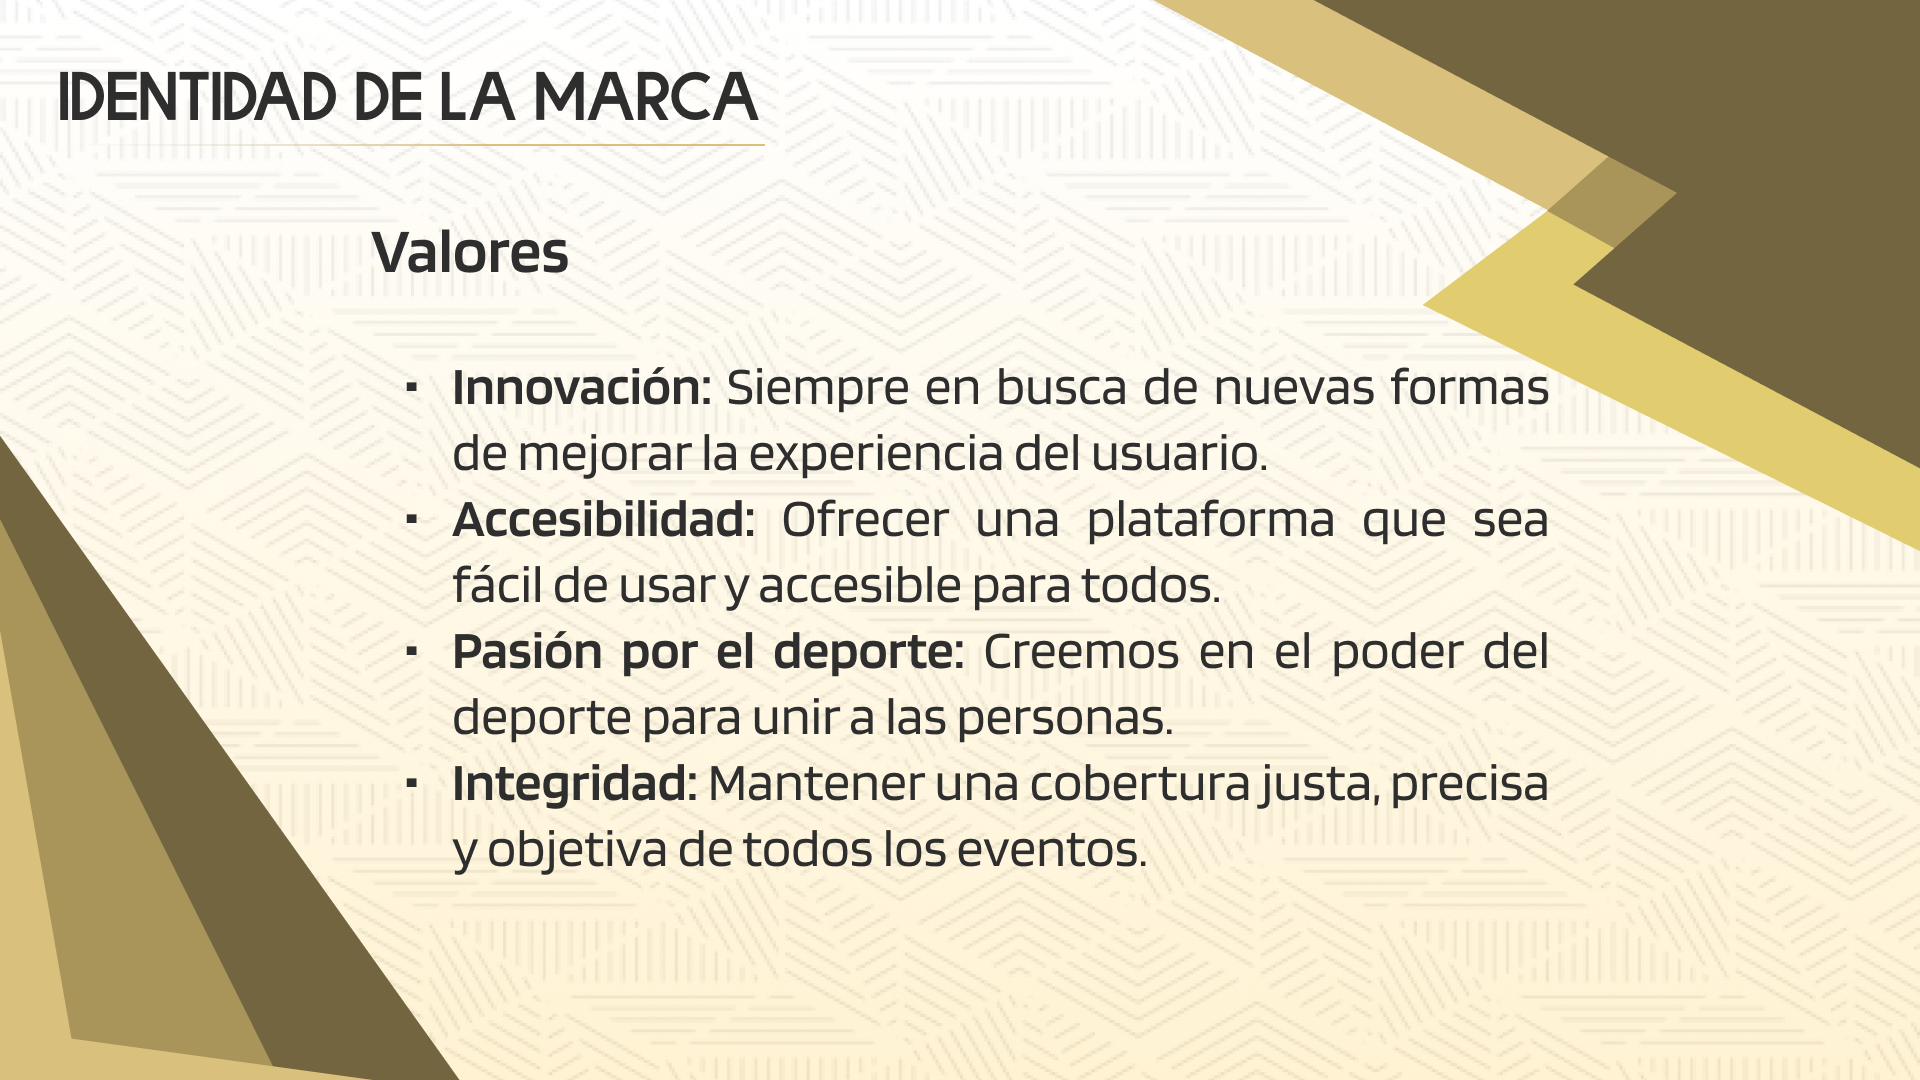 IDENTIDAD DE LA MARCA
Valores
▪ Innovación: Siempre en busca de nuevas formas
de mejorar la experiencia del usuario.
▪ Accesibilidad: Ofrecer una plataforma que sea
fácil de usar y accesible para todos.
▪ Pasión por el deporte: Creemos en el poder del
deporte para unir a las personas.
▪ Integridad: Mantener una cobertura justa, precisa
y objetiva de todos los eventos.